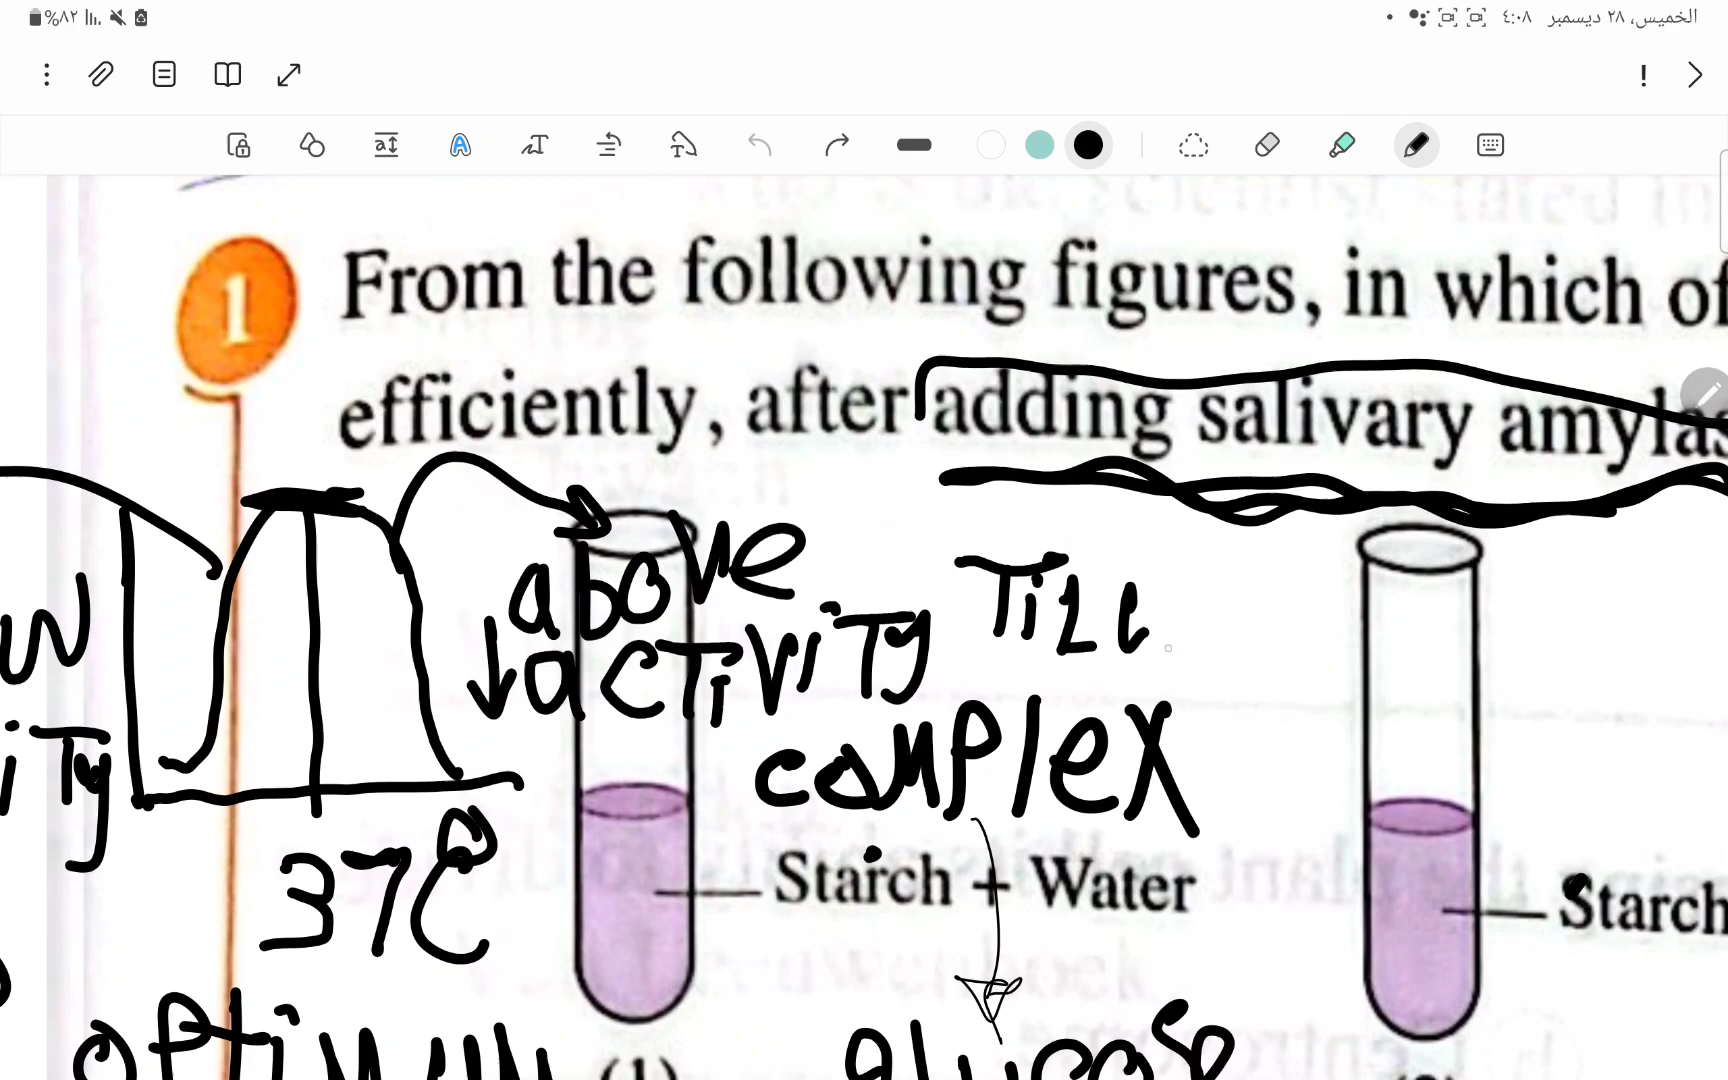 %٨٢
الخميس، ٢٨ ديسمبر ٤:٠٨
1 From the following figures, in which of
efficiently, after adding salivary amylas
above
activity
complex
Starch + Water
Starch
37C
optimum
glucose
(1)